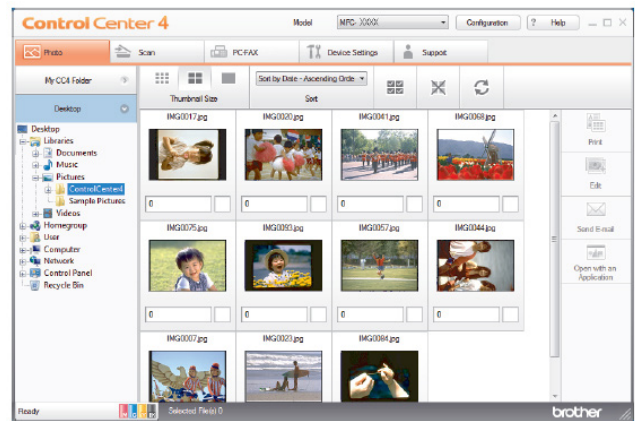 Control Center 4
Model MFC- XXXX Configuration ? Help
Photo Scan PC-FAX Device Settings Support
My CC4 Folder
Desktop
Thumbnail Size
Sort by Date - Ascending Orde
Sort
Desktop
Libraries
Documents
Music
Pictures
ControlCenter4
Sample Pictures
Videos
Homegroup
User
Computer
Network
Control Panel
Recycle Bin
IMG0017.jpg IMG0020.jpg IMG0041.jpg IMG0068.jpg
0 0 0 0
IMG0075.jpg IMG0093.jpg IMG0057.jpg IMG0044.jpg
0 0 0 0
IMG0007.jpg IMG0023.jpg IMG0084.jpg
Print
Edit
Send E-mail
Open with an
Application
Ready
Selected File(s) 0
brother